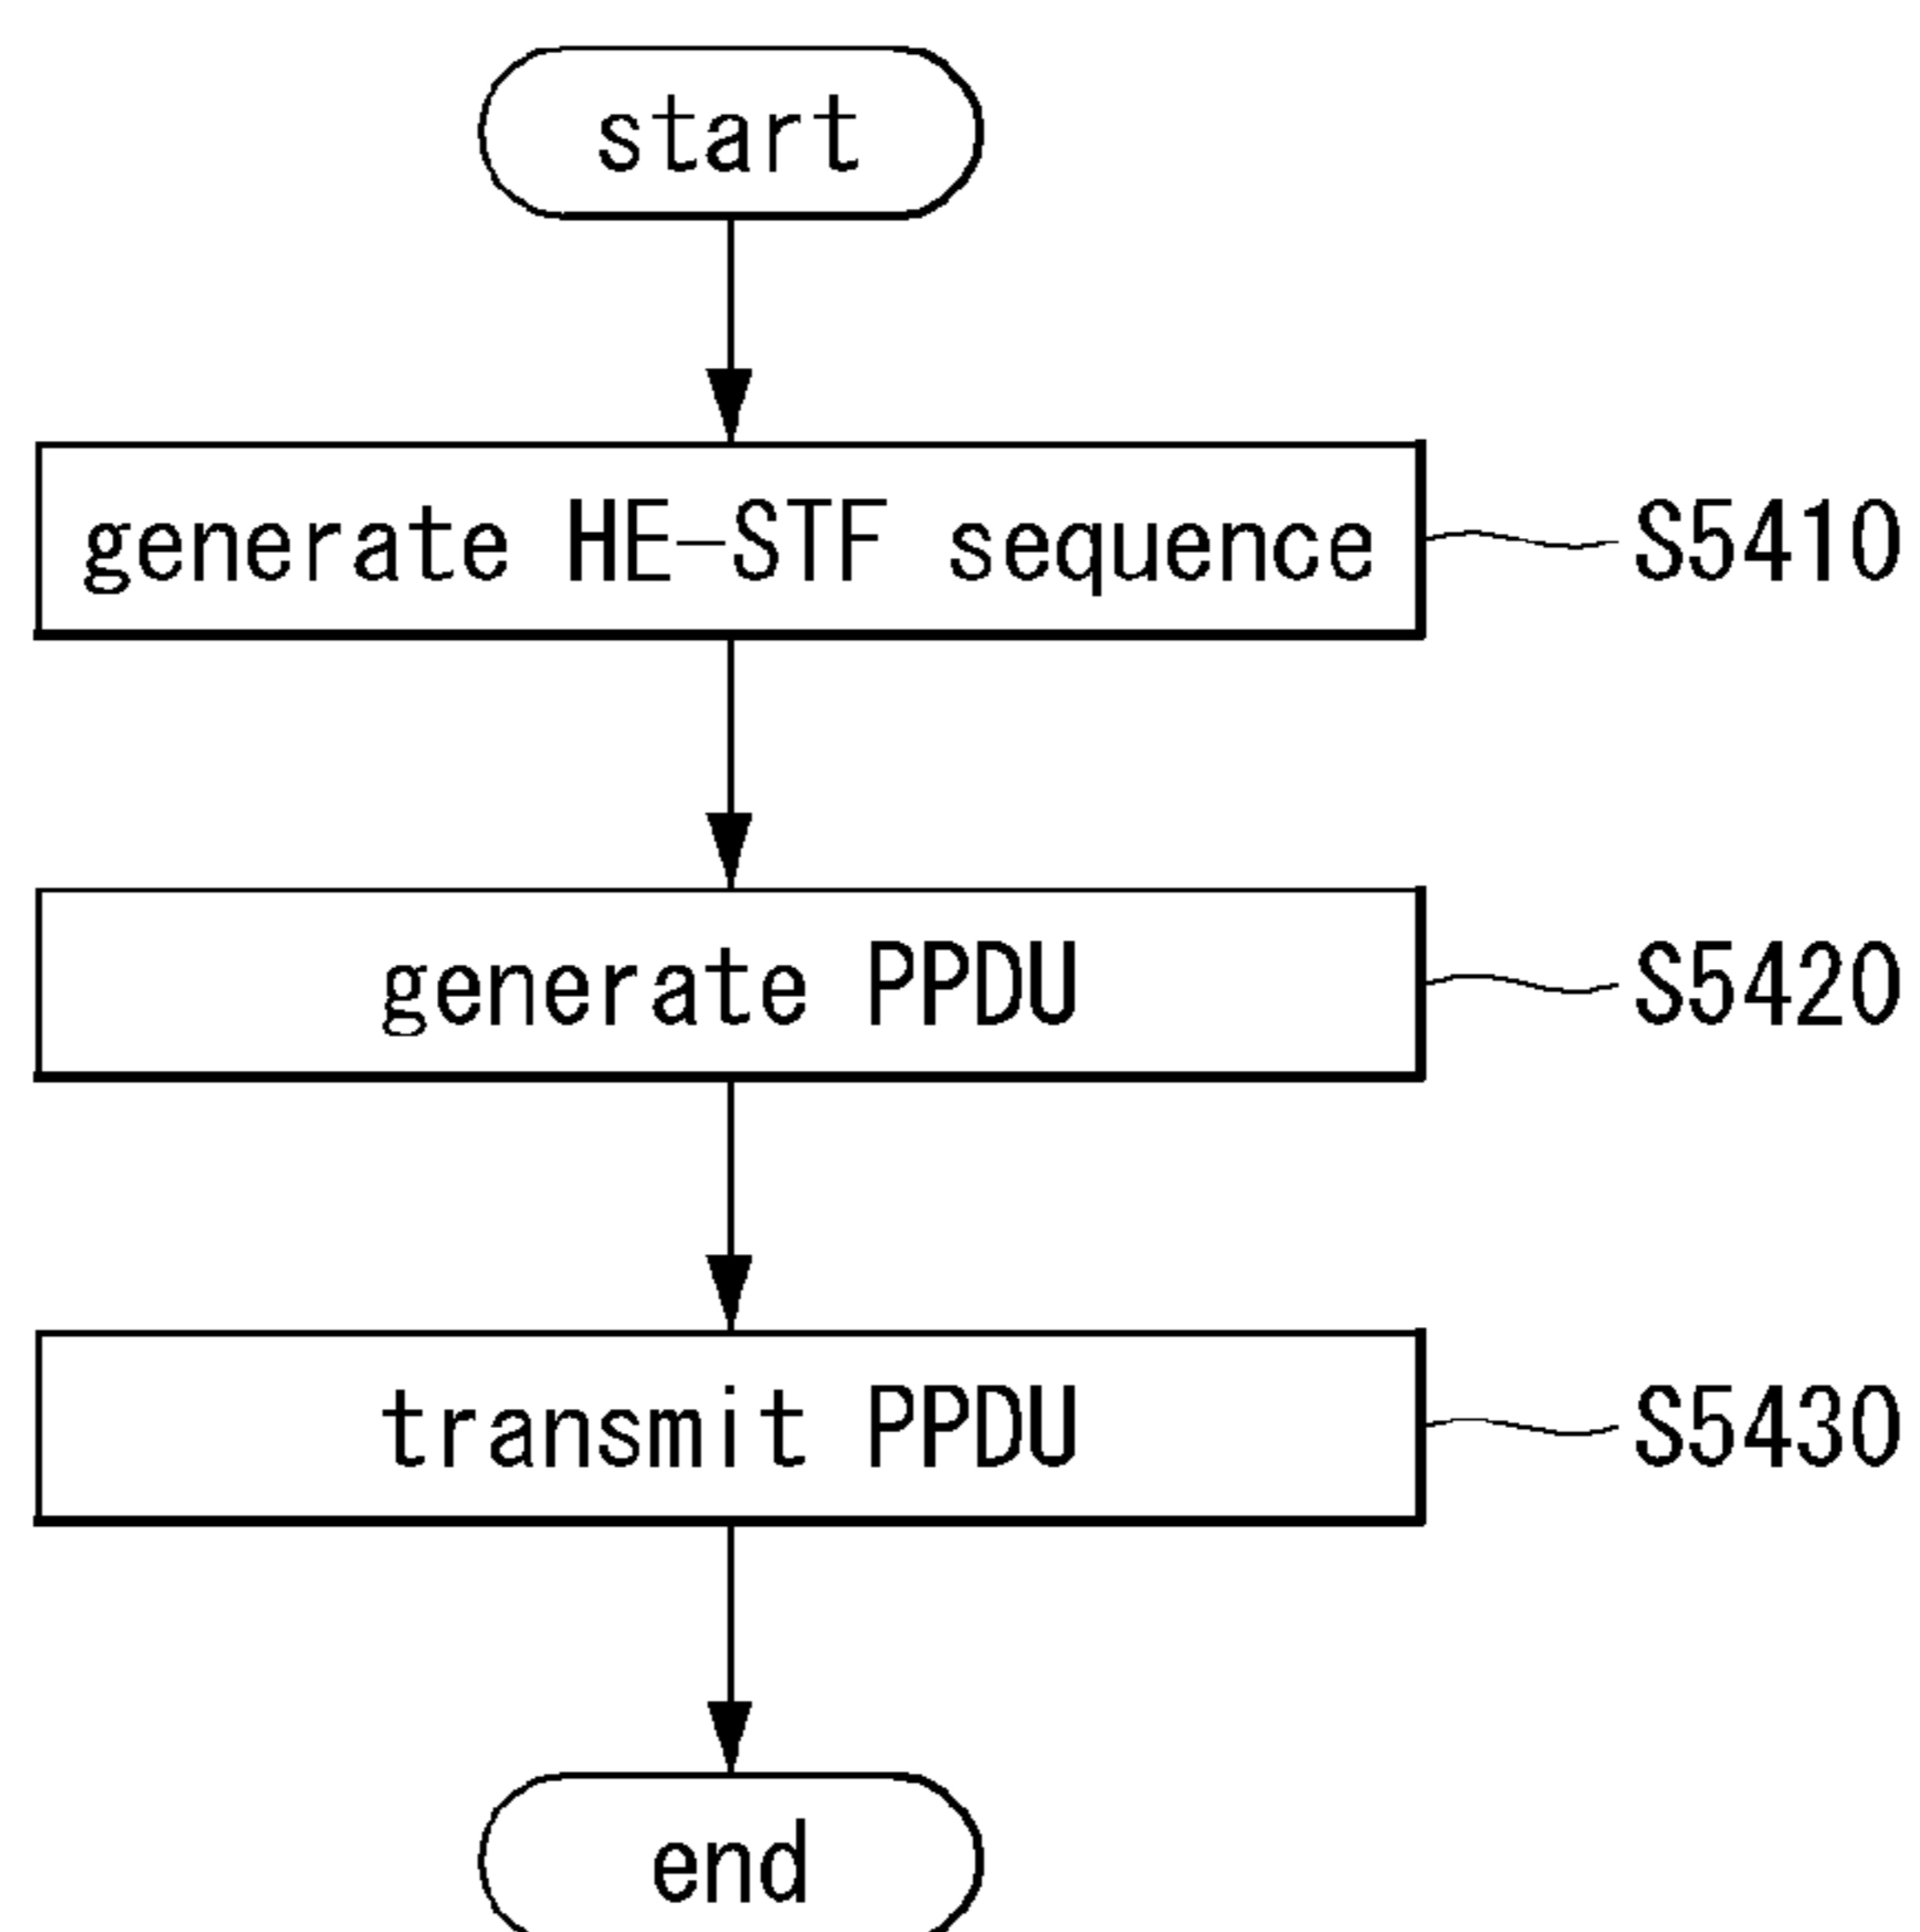 start
generate HE-STF sequence
S5410
generate PPDU
S5420
transmit PPDU
S5430
end